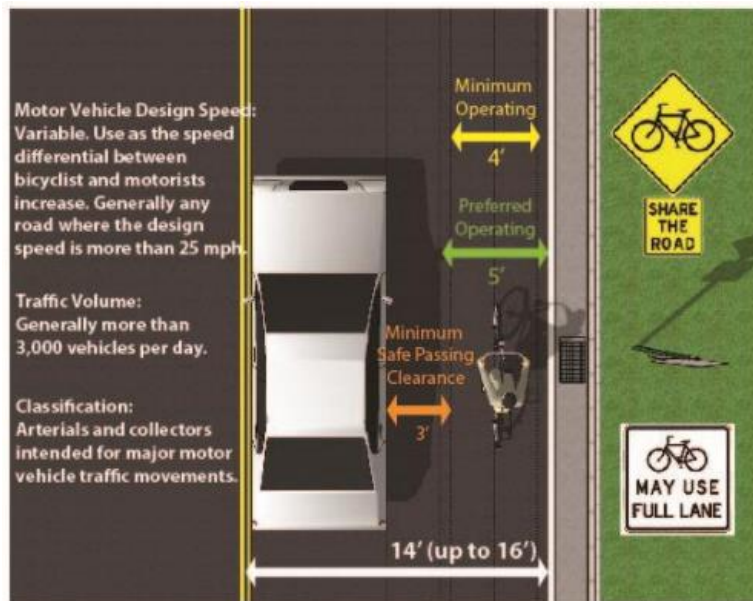 Motor Vehicle Design Speed:
Variable. Use as the speed
differential between
bicyclist and motorists
increase. Generally any
road where the design
speed is more than 25 mph.
Traffic Volume:
Generally more than
3,000 vehicles per day.
Classification:
Arterials and collectors
intended for major motor
vehicle traffic movements.
Minimum
Operating
4'
Preferred
Operating
5'
Minimum
Safe Passing
Clearance
3'
14' (up to 16')
SHARE
THE
ROAD
MAY USE
FULL LANE